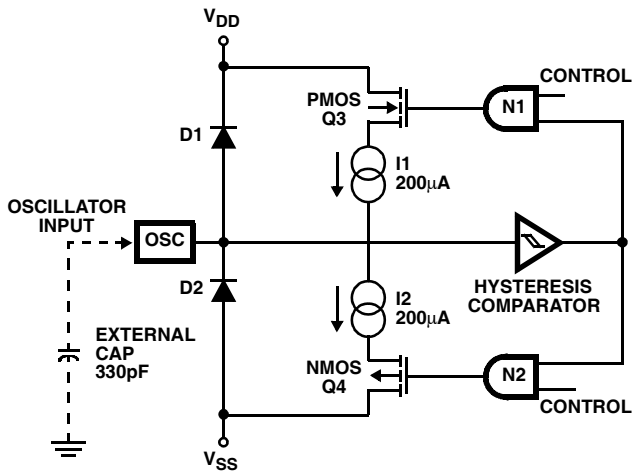 VDD
CONTROL
PMOS
Q3
N1
D1
I1
200µA
OSCILLATOR
INPUT
OSC
D2
HYSTERESIS
COMPARATOR
I2
200µA
EXTERNAL
CAP
330pF
NMOS
Q4
N2
CONTROL
VSS